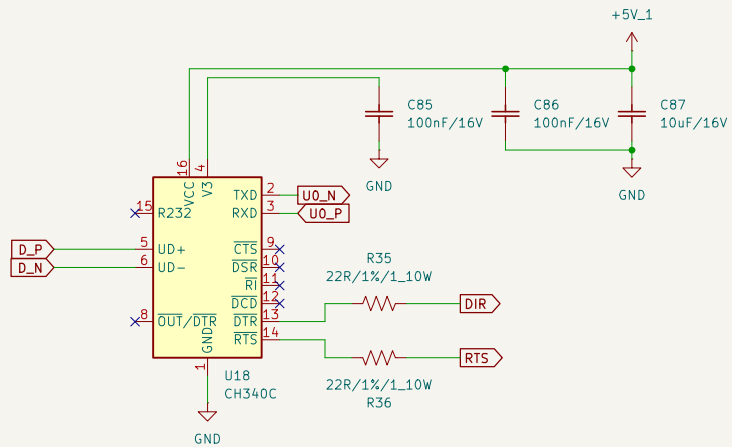 +5V_1
C85
100nF/16V
C86
100nF/16V
C87
10uF/16V
GND
GND
16
4
VCC
V3
15
R232
TXD
2
U0_N
RXD
3
U0_P
D_P
5
UD+
D_N
6
UD-
CTS
9
DSR
10
RI
11
DCD
12
8
OUT/DTR
DTR
13
RTS
14
GND
1
R35
22R/1%/1_10W
DIR
RTS
22R/1%/1_10W
R36
U18
CH340C
GND